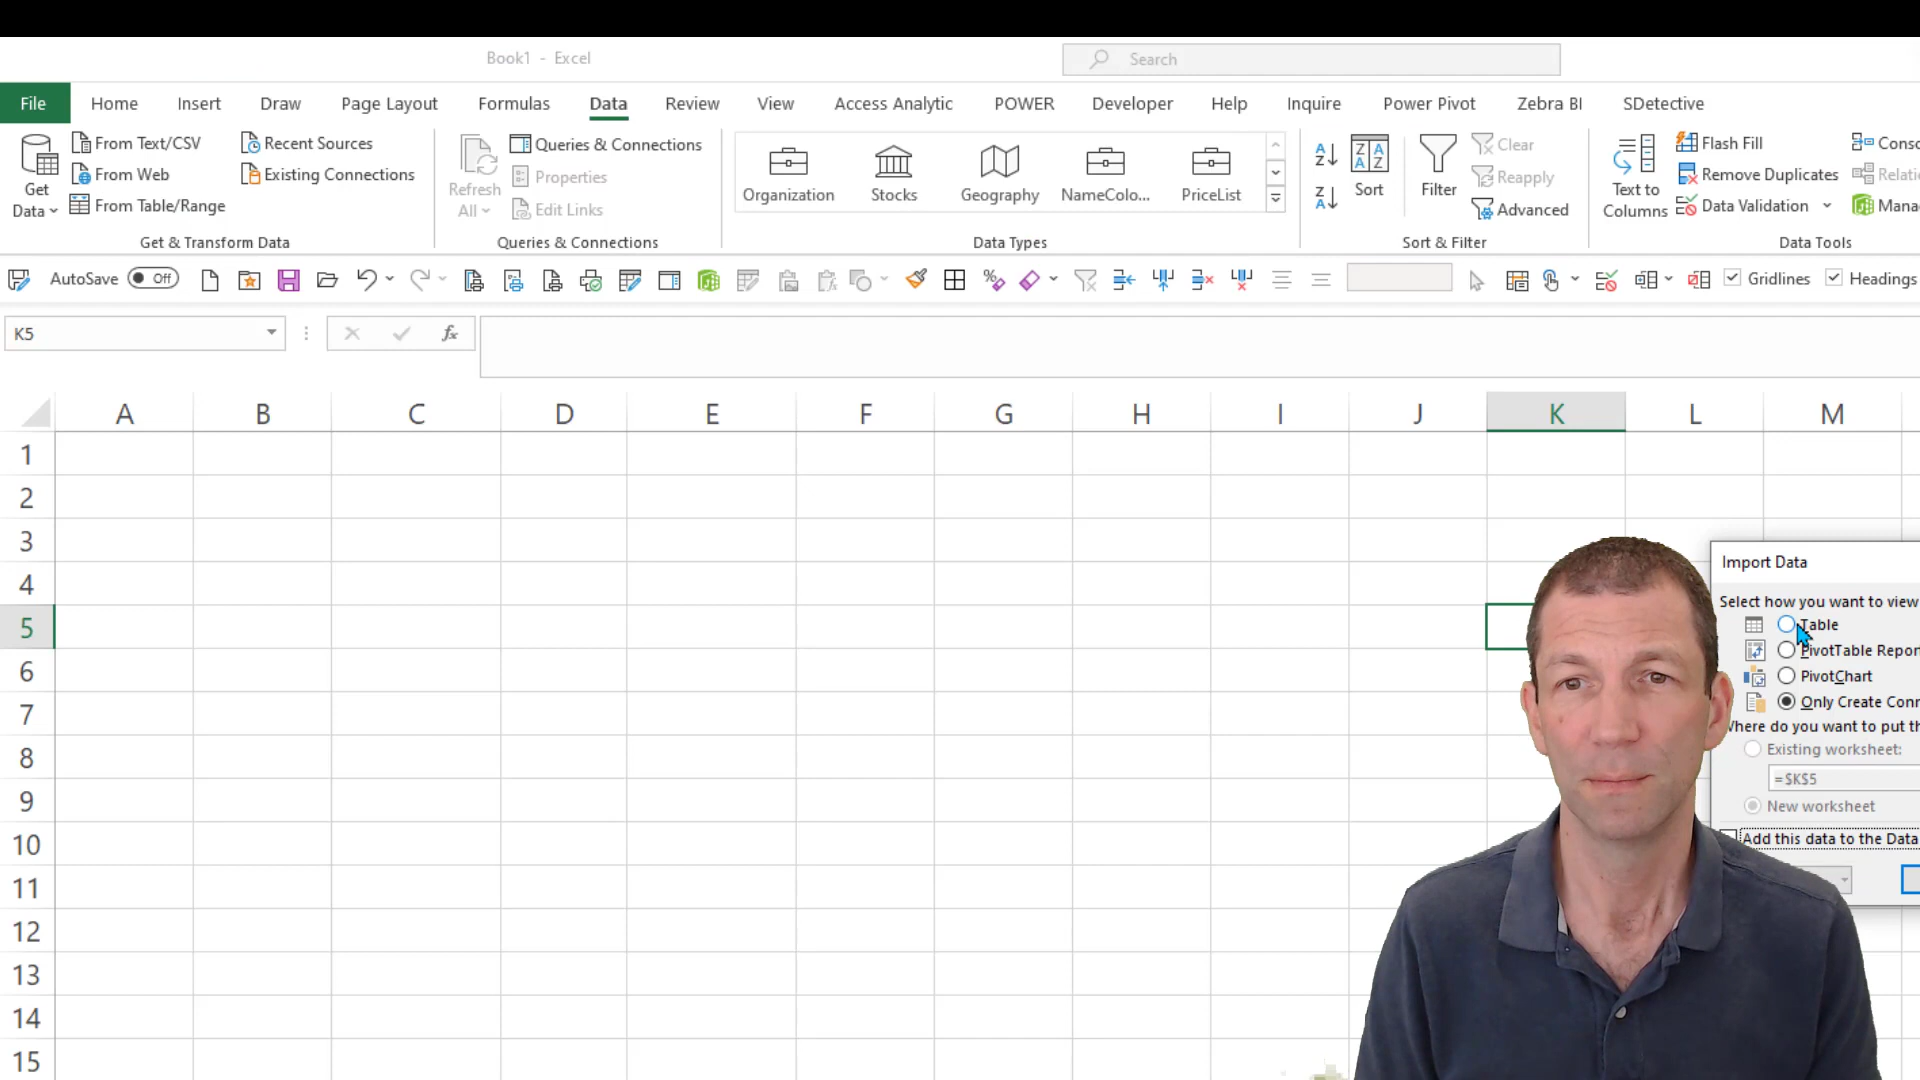 Book1 - Excel
Search
File Home Insert Draw Page Layout Formulas Data Review View Access Analytic POWER Developer Help Inquire Power Pivot Zebra BI SDetective
Get Data
From Text/CSV
From Web
From Table/Range
Recent Sources
Existing Connections
Get & Transform Data
Refresh All
Queries & Connections
Properties
Edit Links
Queries & Connections
Organization Stocks Geography NameColo... PriceList
Data Types
Sort
Filter
Clear
Reapply
Advanced
Sort & Filter
Text to Columns
Flash Fill
Remove Duplicates
Data Validation
Data Tools
AutoSave Off
Gridlines Headings
K5
fx
A B C D E F G H I J K L M
1
2
3
4
5
6
7
8
9
10
11
12
13
14
15
Import Data
Select how you want to view
Table
PivotTable Repor
PivotChart
Only Create Conn
here do you want to put th
Existing worksheet:
=$K$5
New worksheet
Add this data to the Data